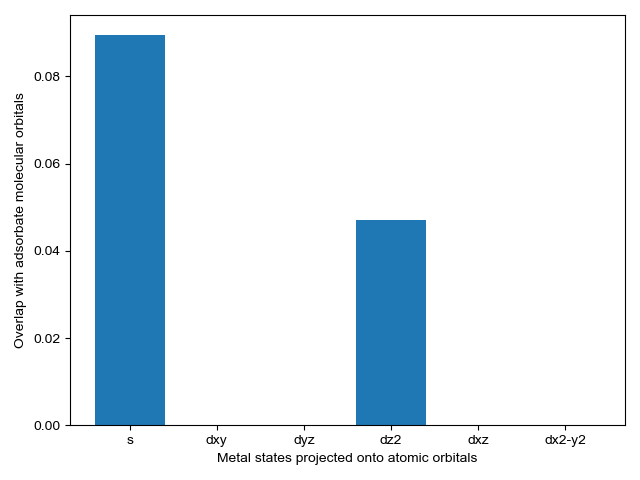 Overlap with adsorbate molecular orbitals
0.08
0.06
0.04
0.02
0.00
s dxy dyz dz2 dxz dx2-y2
Metal states projected onto atomic orbitals